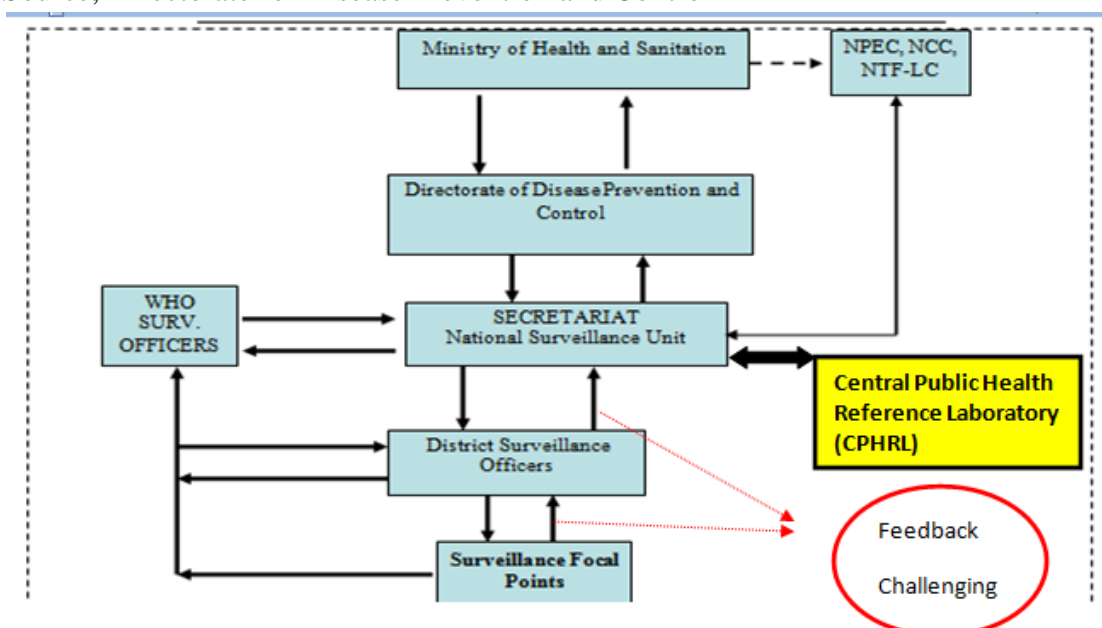 Ministry of Health and Sanitation
NPEC, NCC,
NTF-LC
Directorate of Disease Prevention and
Control
WHO
SURV.
OFFICERS
SECRETARIAT
National Surveillance Unit
Central Public Health
Reference Laboratory
(CPHRL)
District Surveillance
Officers
Feedback
Challenging
Surveillance Focal
Points